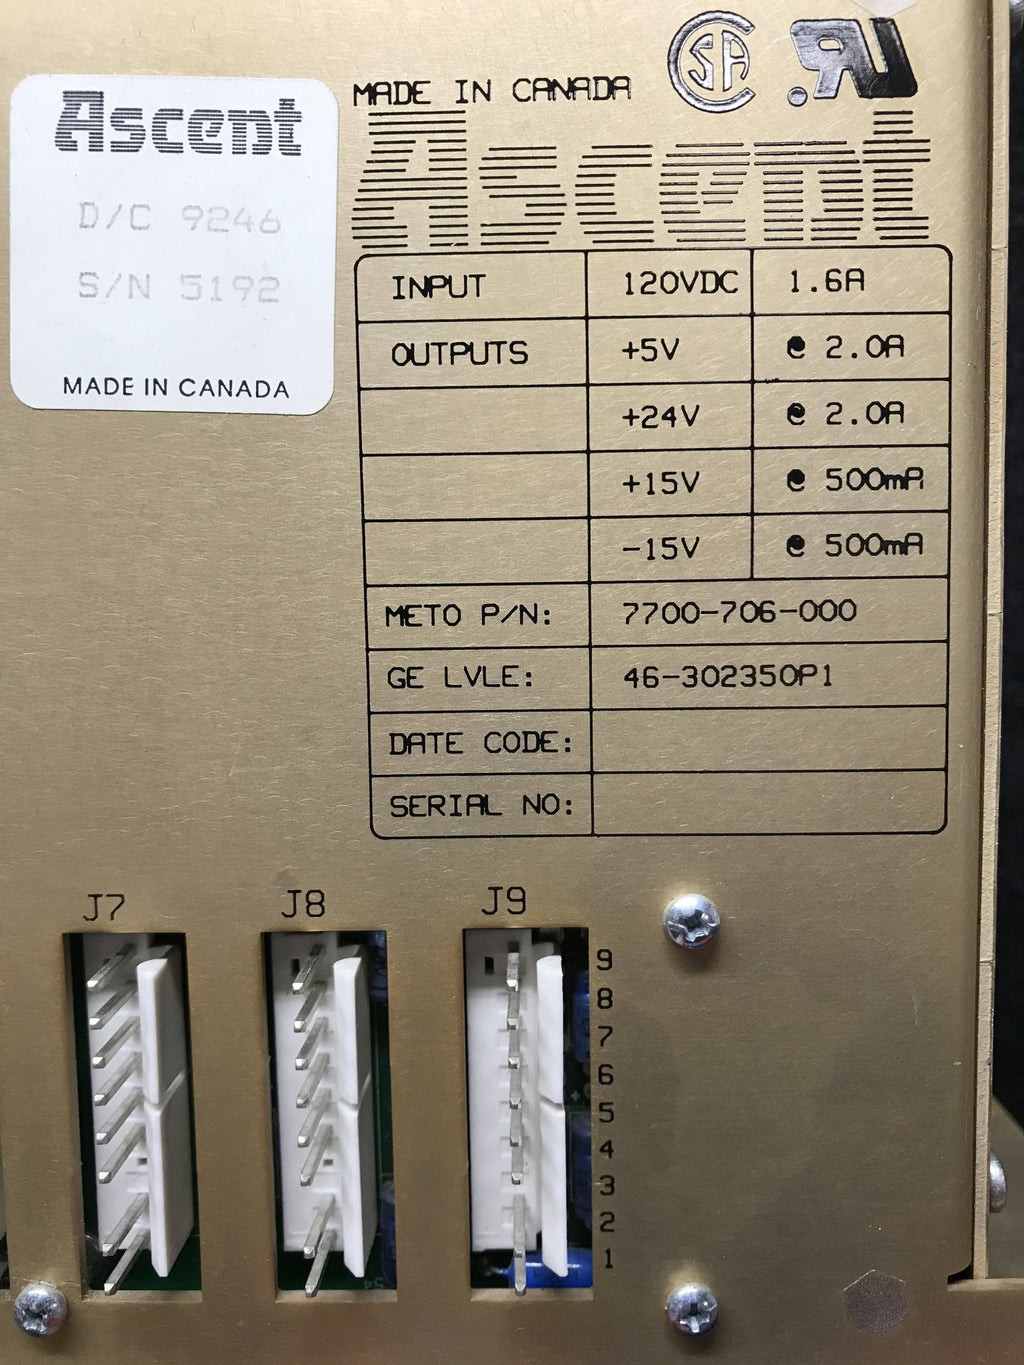 Ascent
D/C 9246
S/N 5192
MADE IN CANADA
MADE IN CANADA
CSA
RU
Ascent
INPUT 120VDC 1.6A
OUTPUTS +5V @ 2.0A
+24V @ 2.0A
+15V @ 500mA
-15V @ 500mA
METO P/N: 7700-706-000
GE LVLE: 46-302350P1
DATE CODE:
SERIAL NO:
J7 J8 J9
9
8
7
6
5
4
3
2
1